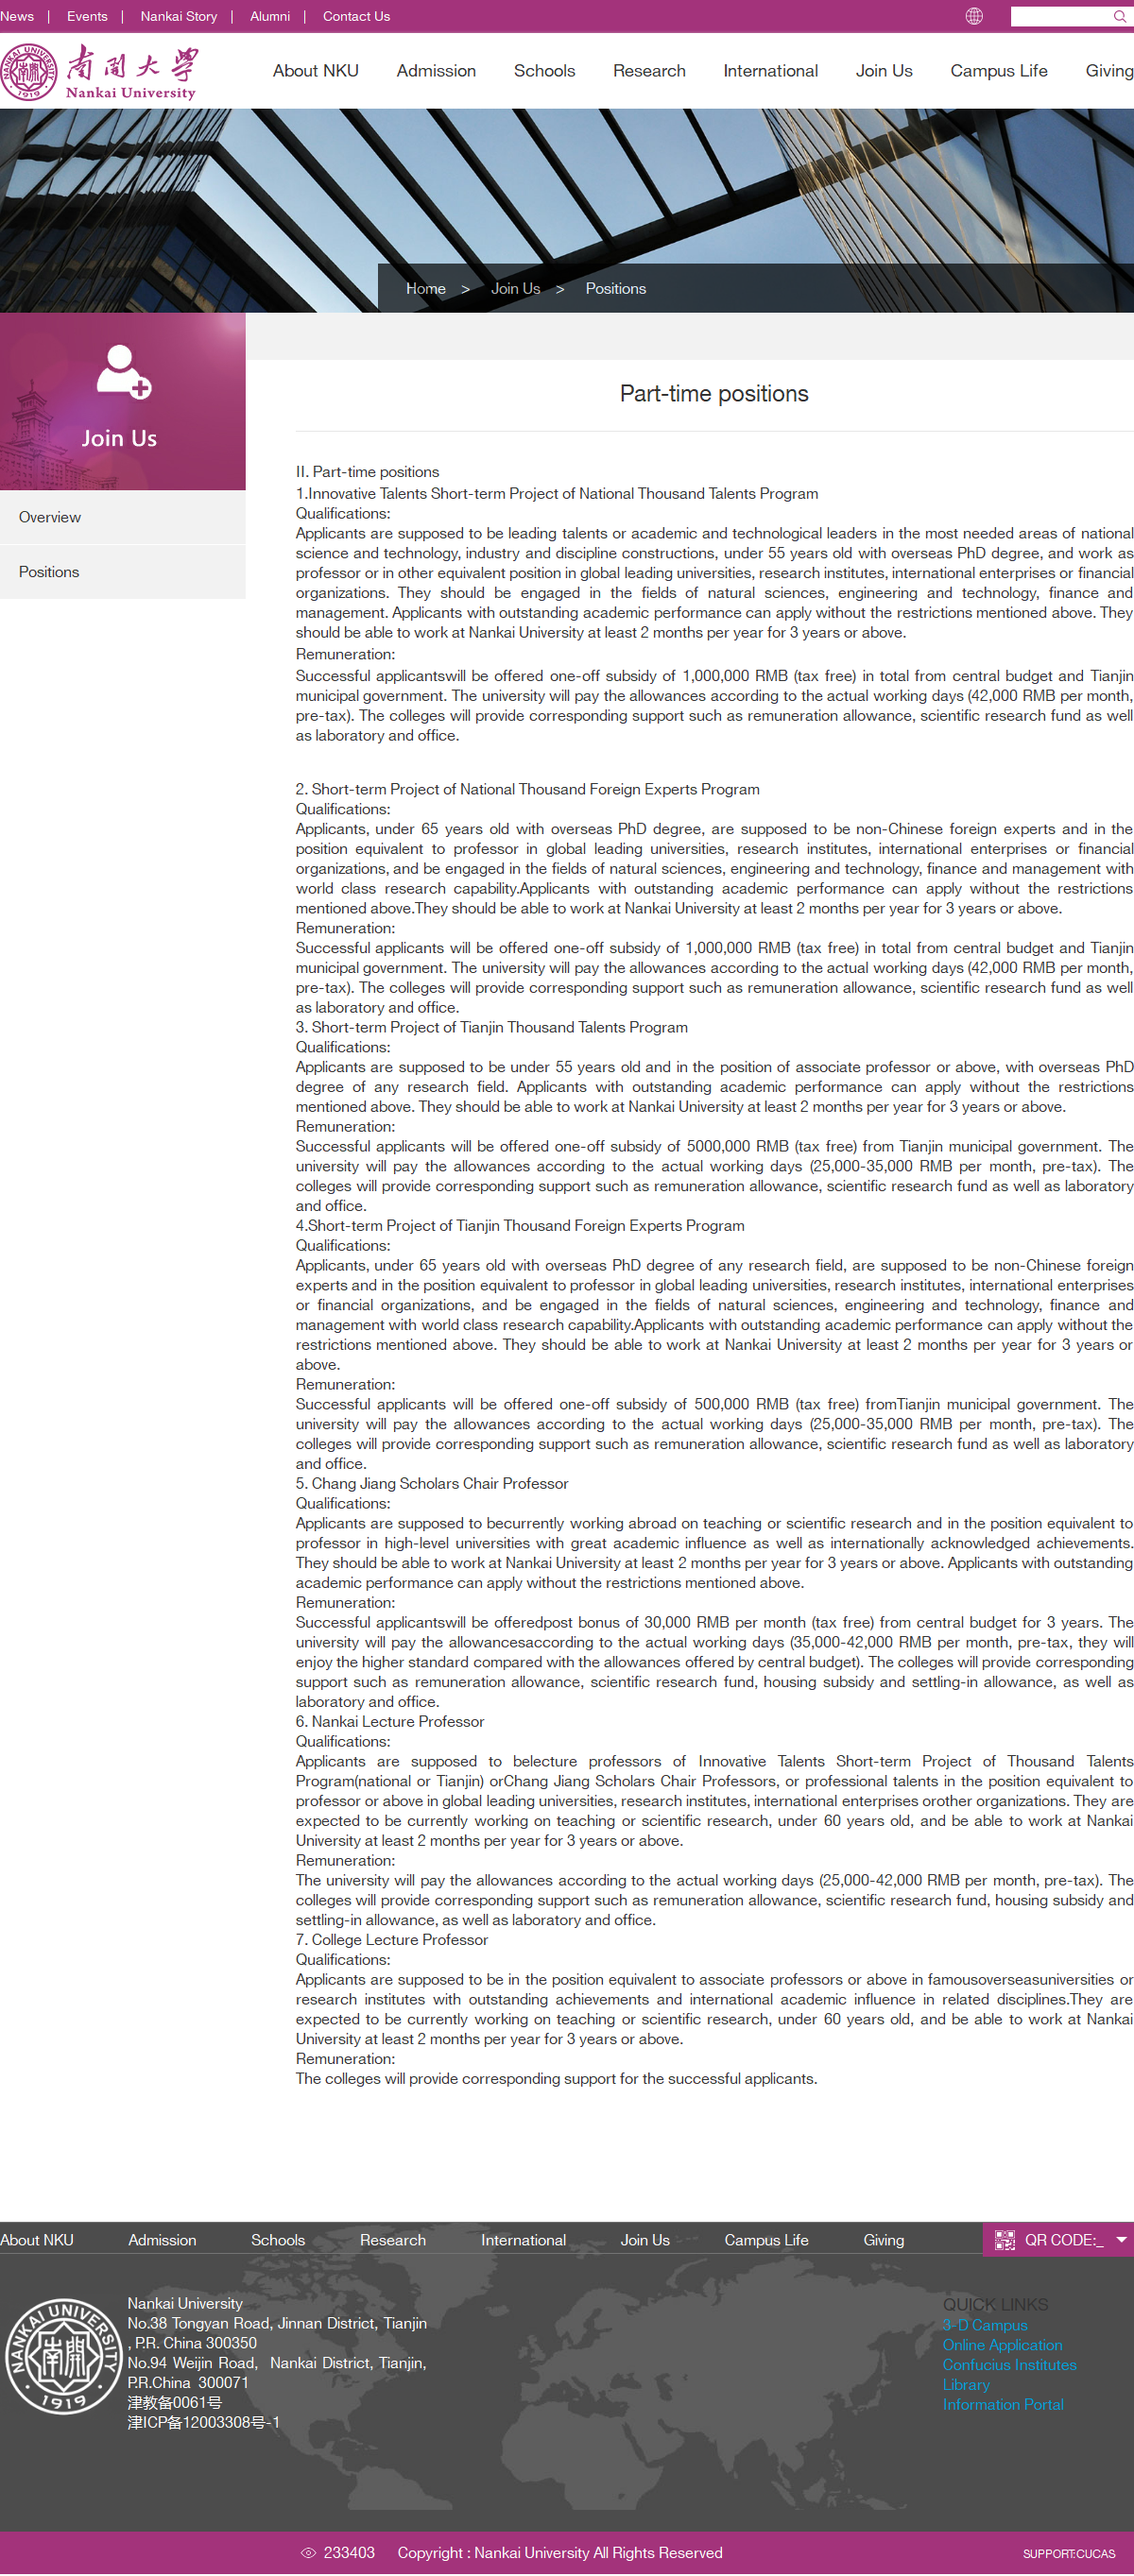 News | Events | Nankai Story | Alumni | Contact Us
NANKAI UNIVERSITY 1919
南開大學
Nankai University
About NKU Admission Schools Research International Join Us Campus Life Giving
Home > Join Us > Positions
Join Us
Overview
Positions
Part-time positions
II. Part-time positions
1.Innovative Talents Short-term Project of National Thousand Talents Program
Qualifications:
Applicants are supposed to be leading talents or academic and technological leaders in the most needed areas of national
science and technology, industry and discipline constructions, under 55 years old with overseas PhD degree, and work as
professor or in other equivalent position in global leading universities, research institutes, international enterprises or financial
organizations. They should be engaged in the fields of natural sciences, engineering and technology, finance and
management. Applicants with outstanding academic performance can apply without the restrictions mentioned above. They
should be able to work at Nankai University at least 2 months per year for 3 years or above.
Remuneration:
Successful applicantswill be offered one-off subsidy of 1,000,000 RMB (tax free) in total from central budget and Tianjin
municipal government. The university will pay the allowances according to the actual working days (42,000 RMB per month,
pre-tax). The colleges will provide corresponding support such as remuneration allowance, scientific research fund as well
as laboratory and office.
2. Short-term Project of National Thousand Foreign Experts Program
Qualifications:
Applicants, under 65 years old with overseas PhD degree, are supposed to be non-Chinese foreign experts and in the
position equivalent to professor in global leading universities, research institutes, international enterprises or financial
organizations, and be engaged in the fields of natural sciences, engineering and technology, finance and management with
world class research capability.Applicants with outstanding academic performance can apply without the restrictions
mentioned above.They should be able to work at Nankai University at least 2 months per year for 3 years or above.
Remuneration:
Successful applicants will be offered one-off subsidy of 1,000,000 RMB (tax free) in total from central budget and Tianjin
municipal government. The university will pay the allowances according to the actual working days (42,000 RMB per month,
pre-tax). The colleges will provide corresponding support such as remuneration allowance, scientific research fund as well
as laboratory and office.
3. Short-term Project of Tianjin Thousand Talents Program
Qualifications:
Applicants are supposed to be under 55 years old and in the position of associate professor or above, with overseas PhD
degree of any research field. Applicants with outstanding academic performance can apply without the restrictions
mentioned above. They should be able to work at Nankai University at least 2 months per year for 3 years or above.
Remuneration:
Successful applicants will be offered one-off subsidy of 5000,000 RMB (tax free) from Tianjin municipal government. The
university will pay the allowances according to the actual working days (25,000-35,000 RMB per month, pre-tax). The
colleges will provide corresponding support such as remuneration allowance, scientific research fund as well as laboratory
and office.
4.Short-term Project of Tianjin Thousand Foreign Experts Program
Qualifications:
Applicants, under 65 years old with overseas PhD degree of any research field, are supposed to be non-Chinese foreign
experts and in the position equivalent to professor in global leading universities, research institutes, international enterprises
or financial organizations, and be engaged in the fields of natural sciences, engineering and technology, finance and
management with world class research capability.Applicants with outstanding academic performance can apply without the
restrictions mentioned above. They should be able to work at Nankai University at least 2 months per year for 3 years or
above.
Remuneration:
Successful applicants will be offered one-off subsidy of 500,000 RMB (tax free) fromTianjin municipal government. The
university will pay the allowances according to the actual working days (25,000-35,000 RMB per month, pre-tax). The
colleges will provide corresponding support such as remuneration allowance, scientific research fund as well as laboratory
and office.
5. Chang Jiang Scholars Chair Professor
Qualifications:
Applicants are supposed to becurrently working abroad on teaching or scientific research and in the position equivalent to
professor in high-level universities with great academic influence as well as internationally acknowledged achievements.
They should be able to work at Nankai University at least 2 months per year for 3 years or above. Applicants with outstanding
academic performance can apply without the restrictions mentioned above.
Remuneration:
Successful applicantswill be offeredpost bonus of 30,000 RMB per month (tax free) from central budget for 3 years. The
university will pay the allowancesaccording to the actual working days (35,000-42,000 RMB per month, pre-tax, they will
enjoy the higher standard compared with the allowances offered by central budget). The colleges will provide corresponding
support such as remuneration allowance, scientific research fund, housing subsidy and settling-in allowance, as well as
laboratory and office.
6. Nankai Lecture Professor
Qualifications:
Applicants are supposed to belecture professors of Innovative Talents Short-term Project of Thousand Talents
Program(national or Tianjin) orChang Jiang Scholars Chair Professors, or professional talents in the position equivalent to
professor or above in global leading universities, research institutes, international enterprises orother organizations. They are
expected to be currently working on teaching or scientific research, under 60 years old, and be able to work at Nankai
University at least 2 months per year for 3 years or above.
Remuneration:
The university will pay the allowances according to the actual working days (25,000-42,000 RMB per month, pre-tax). The
colleges will provide corresponding support such as remuneration allowance, scientific research fund, housing subsidy and
settling-in allowance, as well as laboratory and office.
7. College Lecture Professor
Qualifications:
Applicants are supposed to be in the position equivalent to associate professors or above in famousoverseasuniversities or
research institutes with outstanding achievements and international academic influence in related disciplines.They are
expected to be currently working on teaching or scientific research, under 60 years old, and be able to work at Nankai
University at least 2 months per year for 3 years or above.
Remuneration:
The colleges will provide corresponding support for the successful applicants.
About NKU Admission Schools Research International Join Us Campus Life Giving QR CODE:_
NANKAI UNIVERSITY
南開
·1919·
Nankai University
No.38 Tongyan Road, Jinnan District, Tianjin
, P.R. China 300350
No.94 Weijin Road, Nankai District, Tianjin,
P.R.China 300071
津教备0061号
津ICP备12003308号-1
QUICK LINKS
3-D Campus
Online Application
Confucius Institutes
Library
Information Portal
233403 Copyright : Nankai University All Rights Reserved
SUPPORT:CUCAS